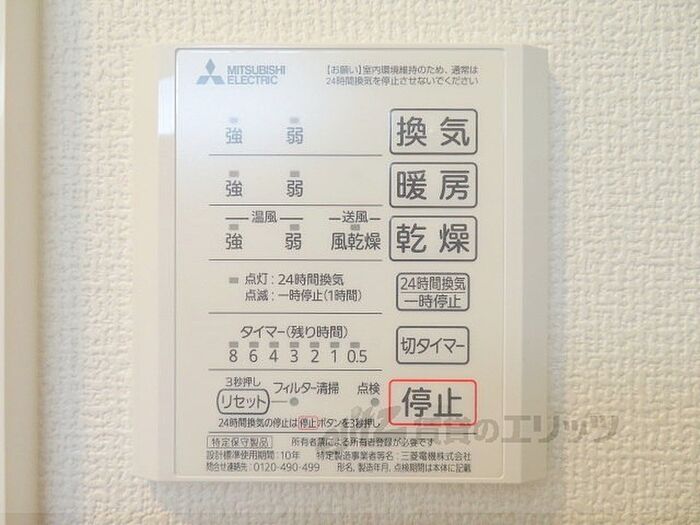 MITSUBISHI
ELECTRIC
【お願い】室内環境維持のため、通常は
24時間換気を停止させないでください
強 弱 換気
強 弱 暖房
温風 送風
強 弱 風乾燥 乾燥
点灯:24時間換気
点滅:一時停止(1時間)
24時間換気
一時停止
タイマー(残り時間)
8 6 4 3 2 1 0.5
切タイマー
3秒押し
リセット フィルター清掃 点検 停止
24時間換気の停止は停止ボタンを3秒押し
特定保守製品 所有者票による所有者登録が必要です
設計標準使用期間:10年 特定製造事業者等名:三菱電機株式会社
問合せ連絡先:0120-490-499 形名、製造年月、点検期間は本体に記載
賃貸のエリッツ